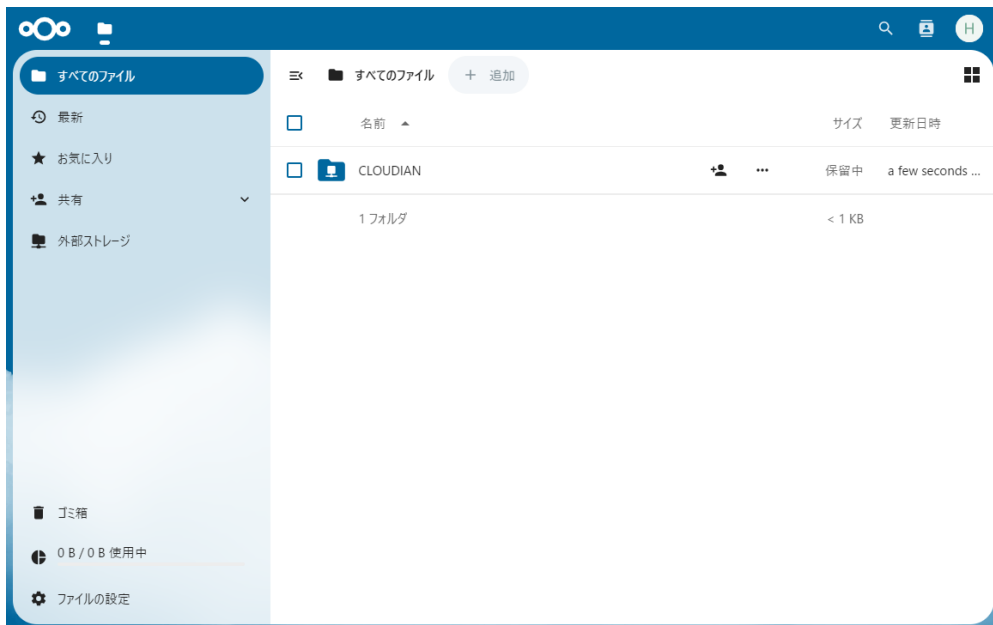 H
すべてのファイル
最新
お気に入り
共有
外部ストレージ
ゴミ箱
0 B / 0 B 使用中
ファイルの設定
すべてのファイル + 追加
名前 サイズ 更新日時
CLOUDIAN 保留中 a few seconds ...
1 フォルダ < 1 KB